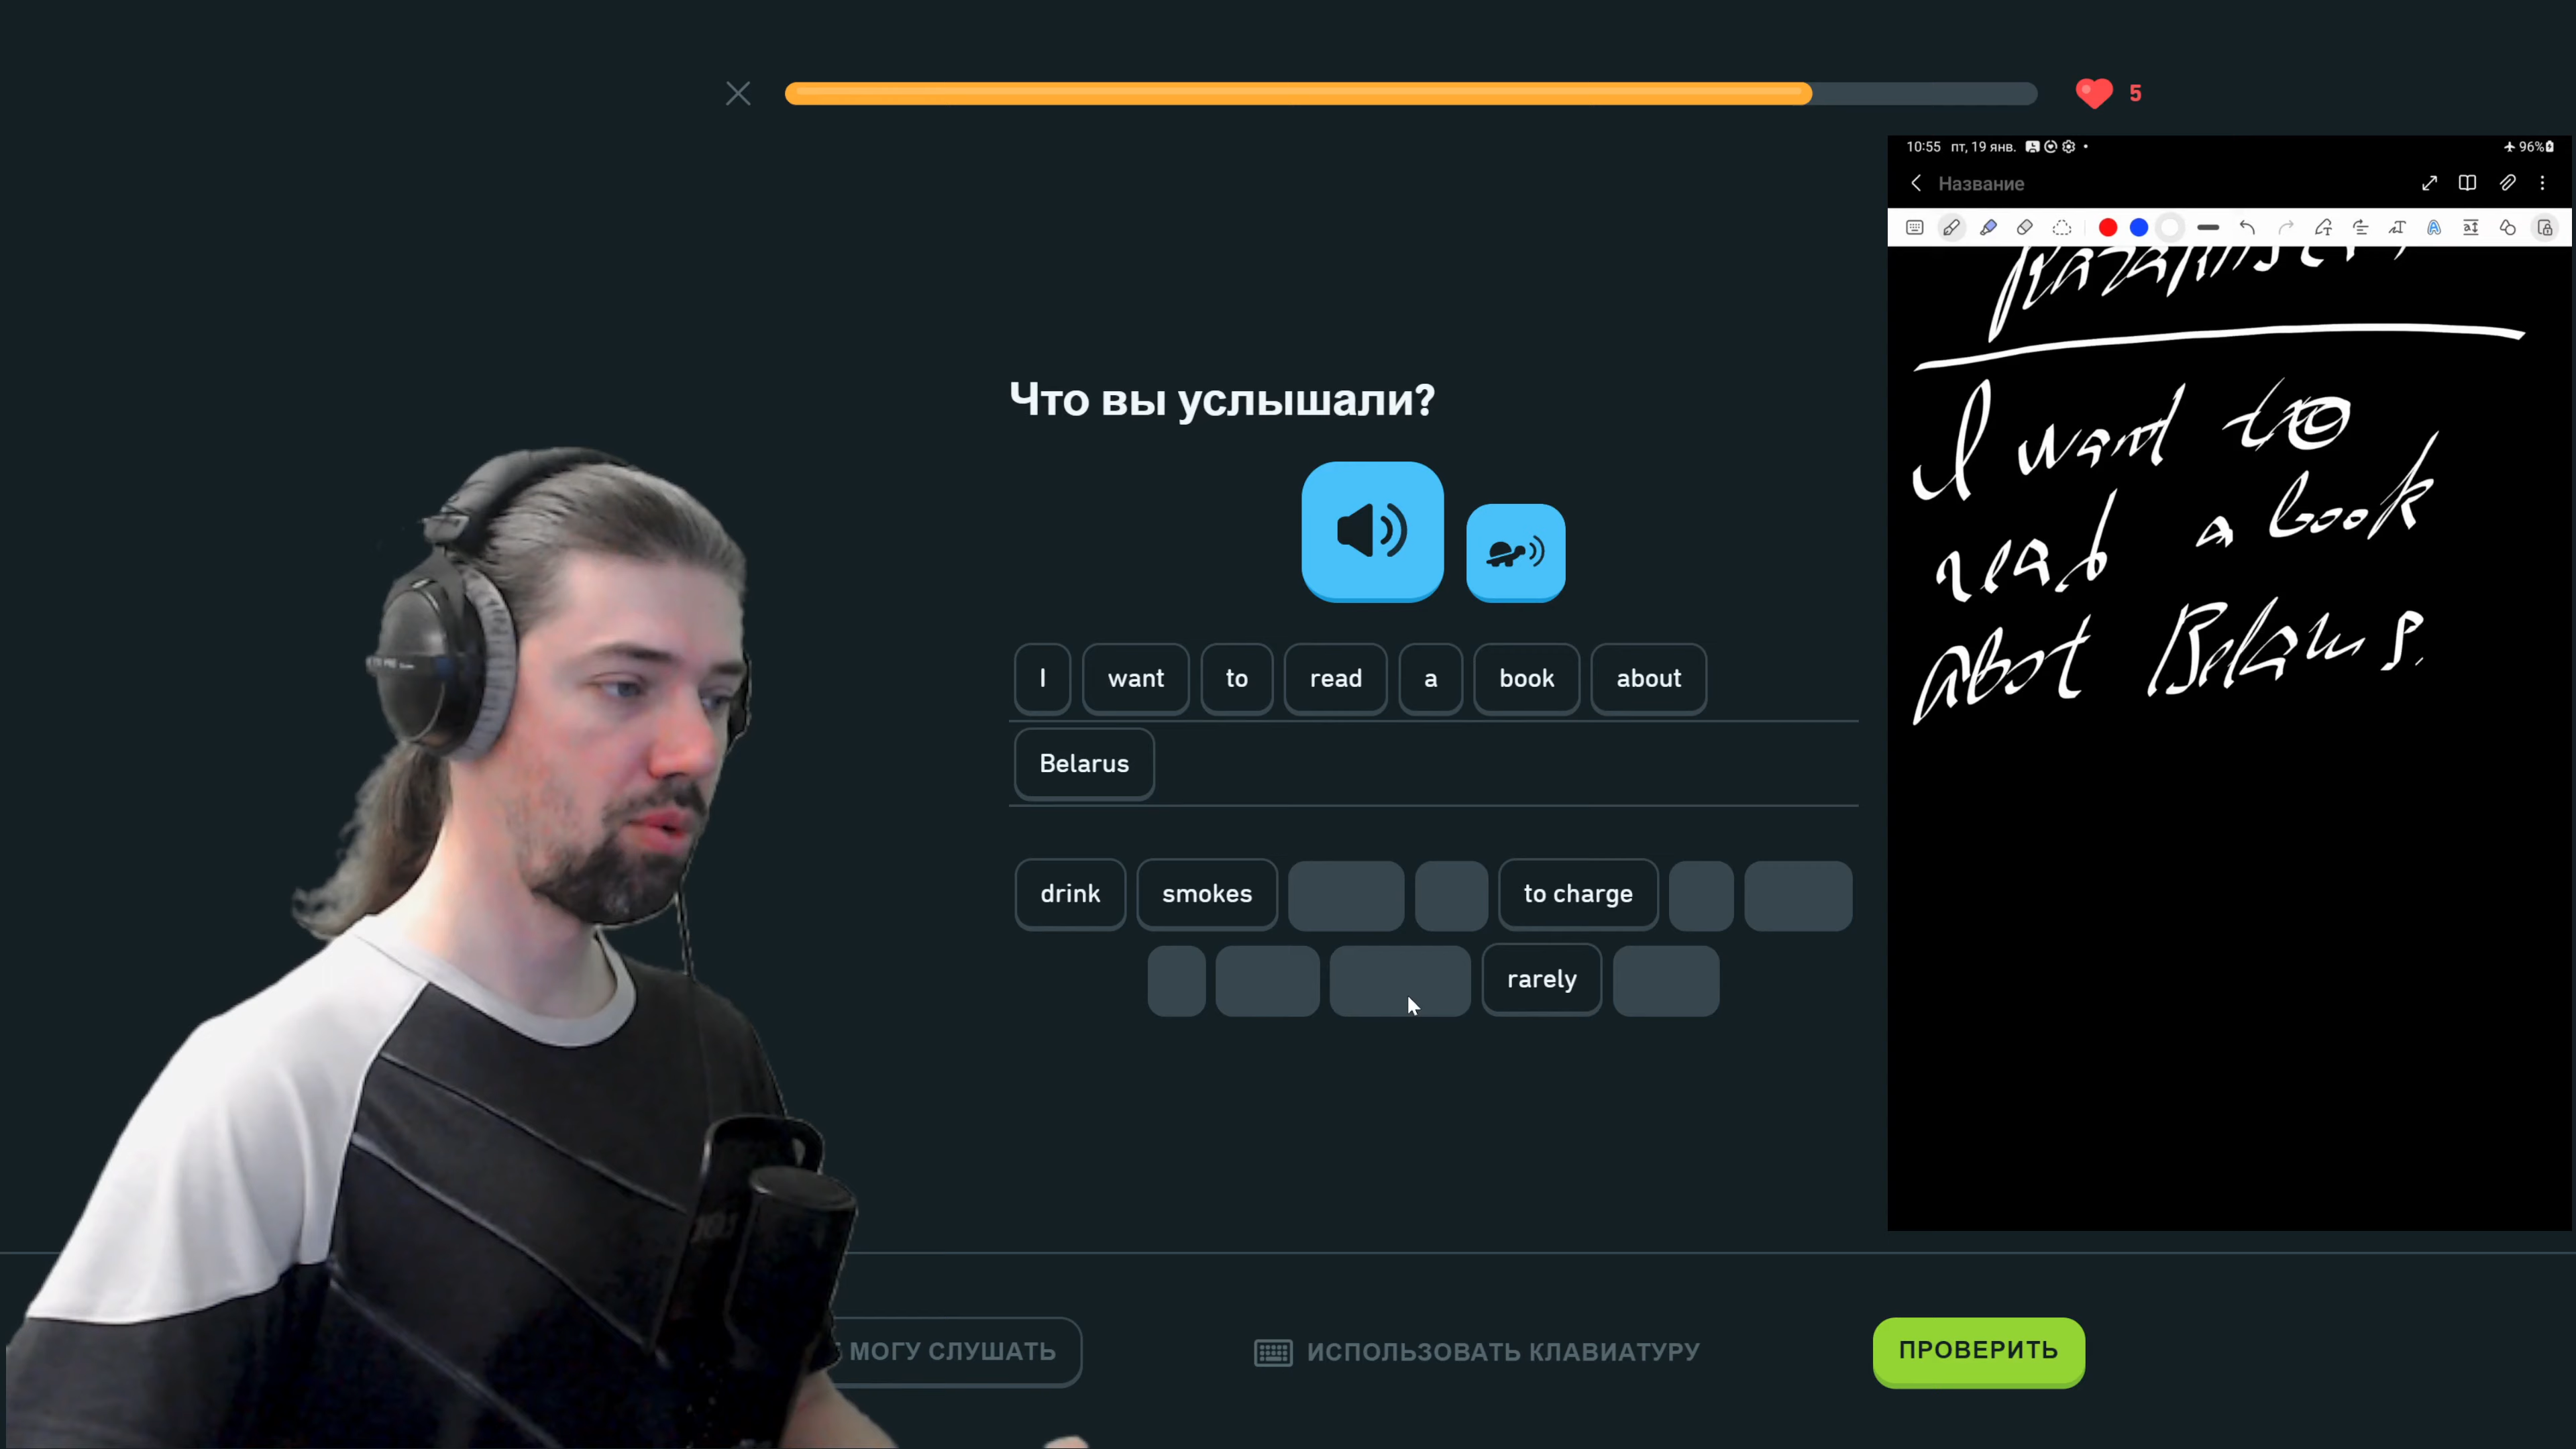 5
10:55 пт, 19 янв. 96%
Название
I want to
read a book
abot Belarus.
Что вы услышали?
I want to read a book about
Belarus
drink smokes to charge
rarely
МОГУ СЛУШАТЬ ИСПОЛЬЗОВАТЬ КЛАВИАТУРУ ПРОВЕРИТЬ